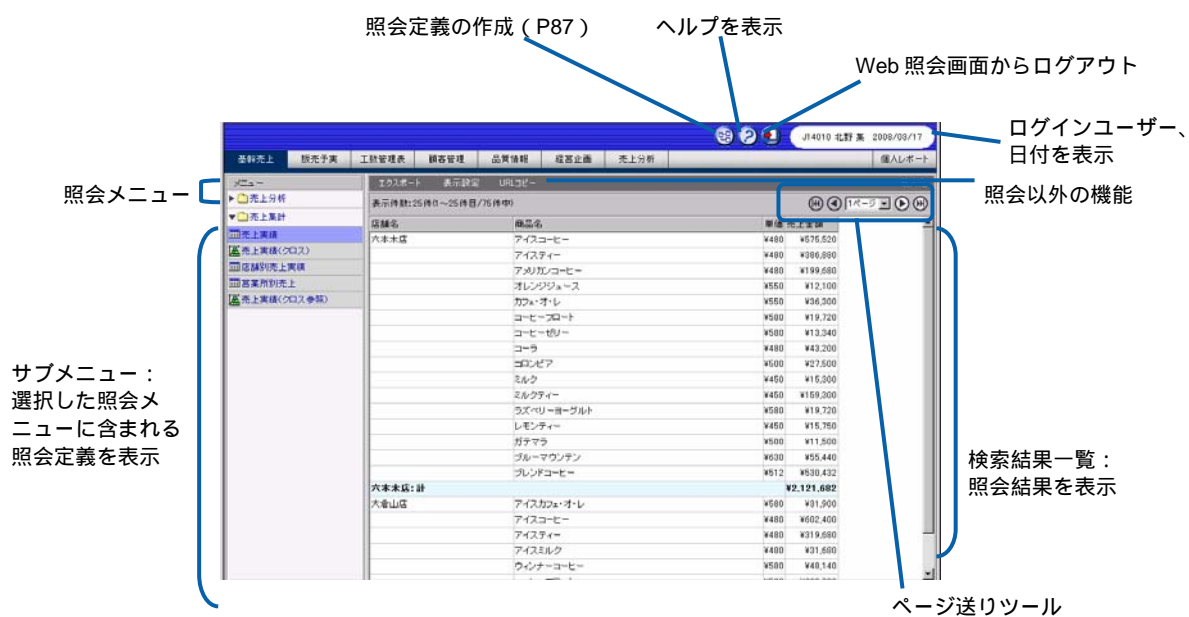 照会定義の作成（P87）
ヘルプを表示
Web 照会画面からログアウト
ログインユーザー、
日付を表示
J14010 北野 薫 2008/09/17
基幹売上 販売予実 工数管理表 顧客管理 品質情報 経営企画 売上分析 個人レポート
照会メニュー
メニュー
エクスポート 表示設定 URLコピー
照会以外の機能
▶売上分析
▼売上集計
表示件数:25件(1～25件目/75件中)
1ページ
売上実績
売上実績(クロス)
店舗別売上実績
営業所別売上
売上実績(クロス参照)
店舗名 商品名 単価 売上金額
六本木店 アイスコーヒー ¥480 ¥575,520
アイスティー ¥480 ¥386,880
アメリカンコーヒー ¥480 ¥199,680
オレンジジュース ¥550 ¥12,100
カフェ・オ・レ ¥550 ¥36,300
コーヒーフロート ¥580 ¥19,720
コーヒーゼリー ¥580 ¥13,340
コーラ ¥480 ¥43,200
コロンビア ¥500 ¥27,500
ミルク ¥450 ¥15,300
ミルクティー ¥450 ¥159,300
ラズベリーヨーグルト ¥580 ¥19,720
レモンティー ¥450 ¥15,750
ガテマラ ¥500 ¥11,500
ブルーマウンテン ¥630 ¥55,440
ブレンドコーヒー ¥512 ¥530,432
六本木店:計 ¥2,121,682
大倉山店 アイスカフェ・オ・レ ¥580 ¥31,900
アイスコーヒー ¥480 ¥602,400
アイスティー ¥480 ¥319,680
アイスミルク ¥480 ¥31,680
ウィンナーコーヒー ¥580 ¥48,140
サブメニュー：
選択した照会メ
ニューに含まれる
照会定義を表示
検索結果一覧：
照会結果を表示
ページ送りツール